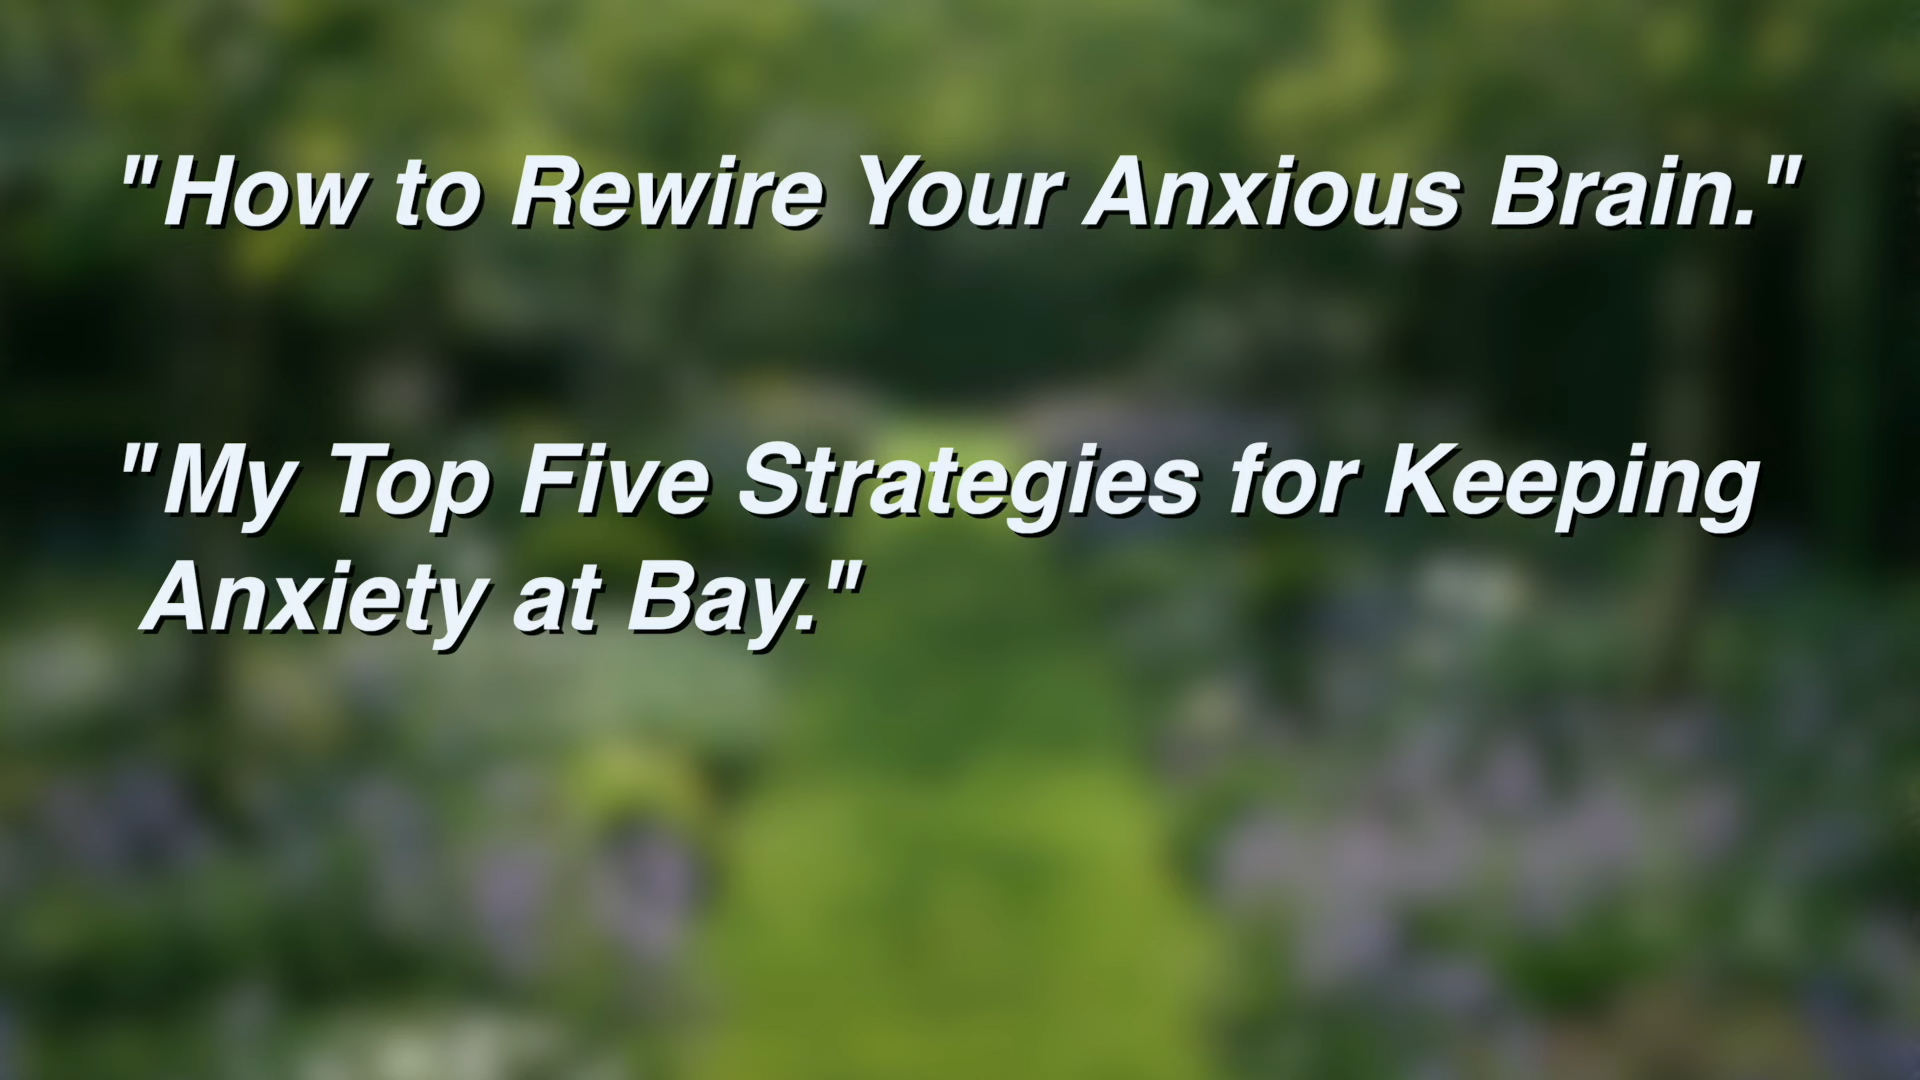 "How to Rewire Your Anxious Brain."
"My Top Five Strategies for Keeping
Anxiety at Bay."